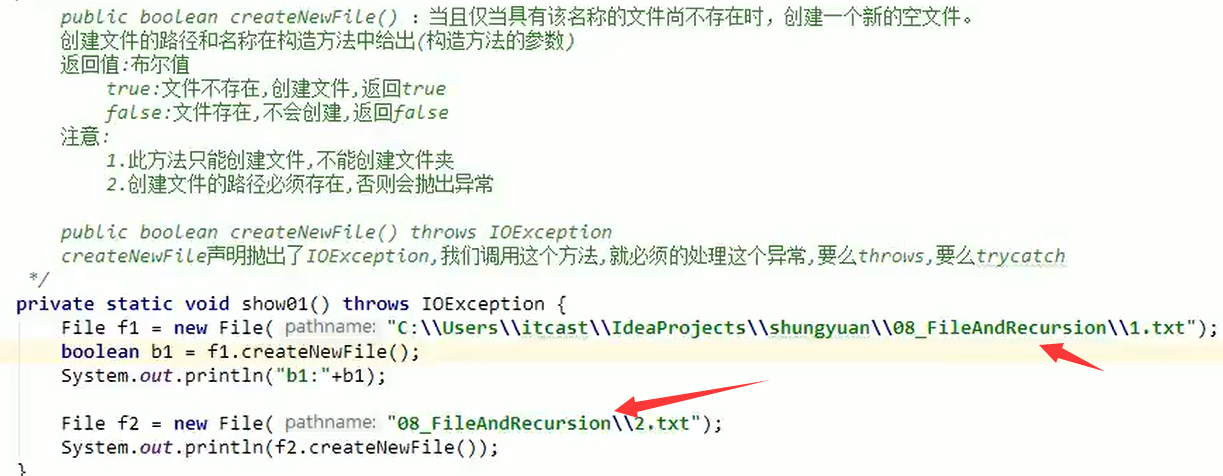 public boolean createNewFile() : 当且仅当具有该名称的文件尚不存在时，创建一个新的空文件。
创建文件的路径和名称在构造方法中给出(构造方法的参数)
返回值:布尔值
true:文件不存在,创建文件,返回true
false:文件存在,不会创建,返回false
注意:
1.此方法只能创建文件,不能创建文件夹
2.创建文件的路径必须存在,否则会抛出异常
public boolean createNewFile() throws IOException
createNewFile声明抛出了IOException,我们调用这个方法,就必须的处理这个异常,要么throws,要么trycatch
*/
private static void show01() throws IOException {
File f1 = new File( pathname: "C:\\Users\\itcast\\IdeaProjects\\shungyuan\\08_FileAndRecursion\\1.txt");
boolean b1 = f1.createNewFile();
System.out.println("b1:"+b1);
File f2 = new File( pathname: "08_FileAndRecursion\\2.txt");
System.out.println(f2.createNewFile());
}